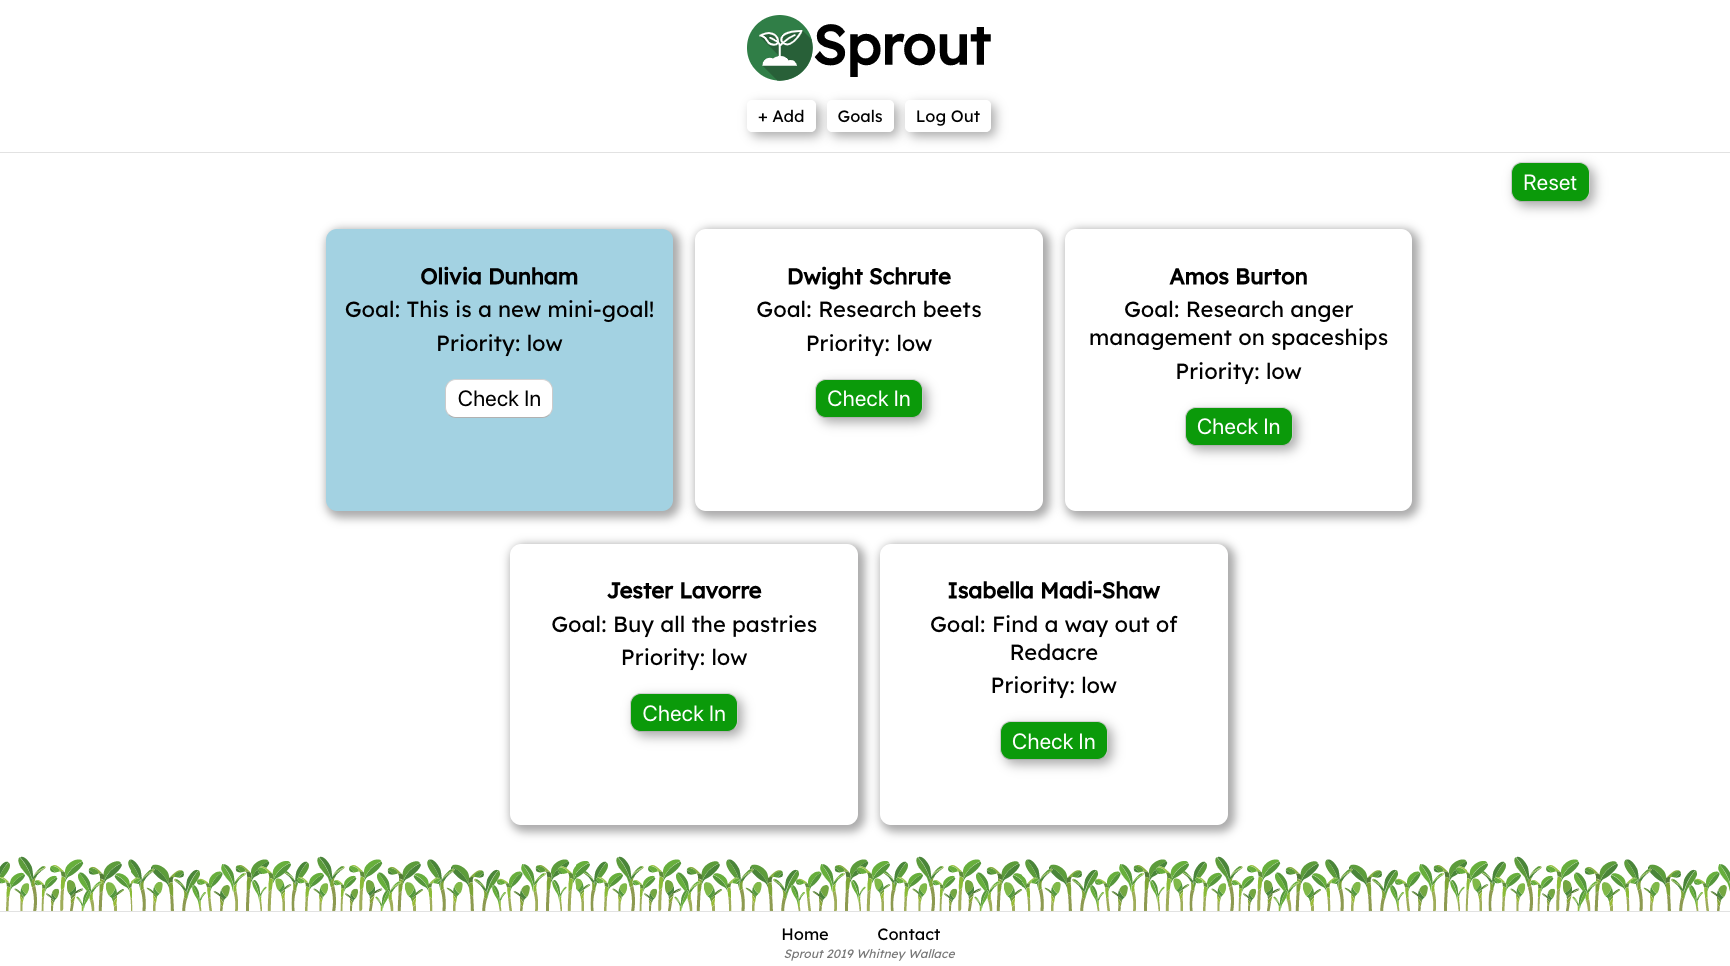 Sprout
+ Add
Goals
Log Out
Reset
Olivia Dunham
Goal: This is a new mini-goal!
Priority: low
Check In
Dwight Schrute
Goal: Research beets
Priority: low
Check In
Amos Burton
Goal: Research anger
management on spaceships
Priority: low
Check In
Jester Lavorre
Goal: Buy all the pastries
Priority: low
Check In
Isabella Madi-Shaw
Goal: Find a way out of
Redacre
Priority: low
Check In
Home
Contact
Sprout 2019 Whitney Wallace